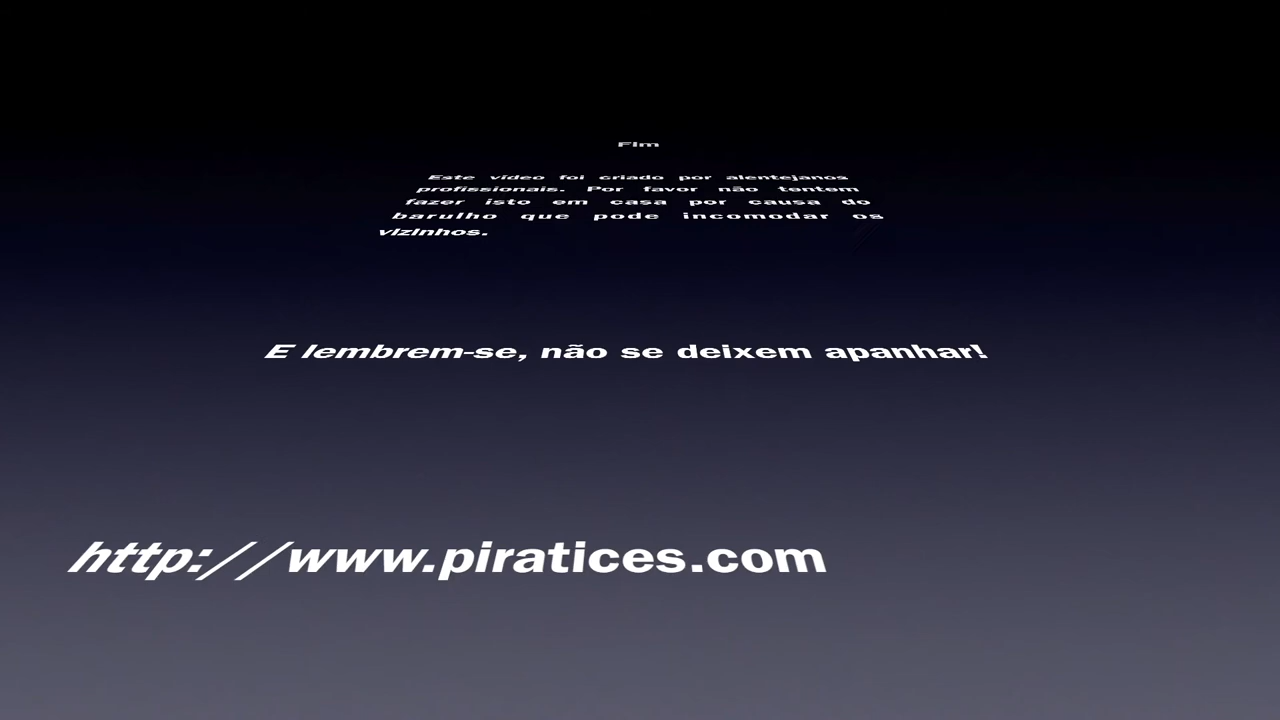 Fim
Este vídeo foi criado por alentejanos
profissionais. Por favor não tentem
fazer isto em casa por causa do
barulho que pode incomodar os
vizinhos.
E lembrem-se, não se deixem apanhar!
http://www.piratices.com